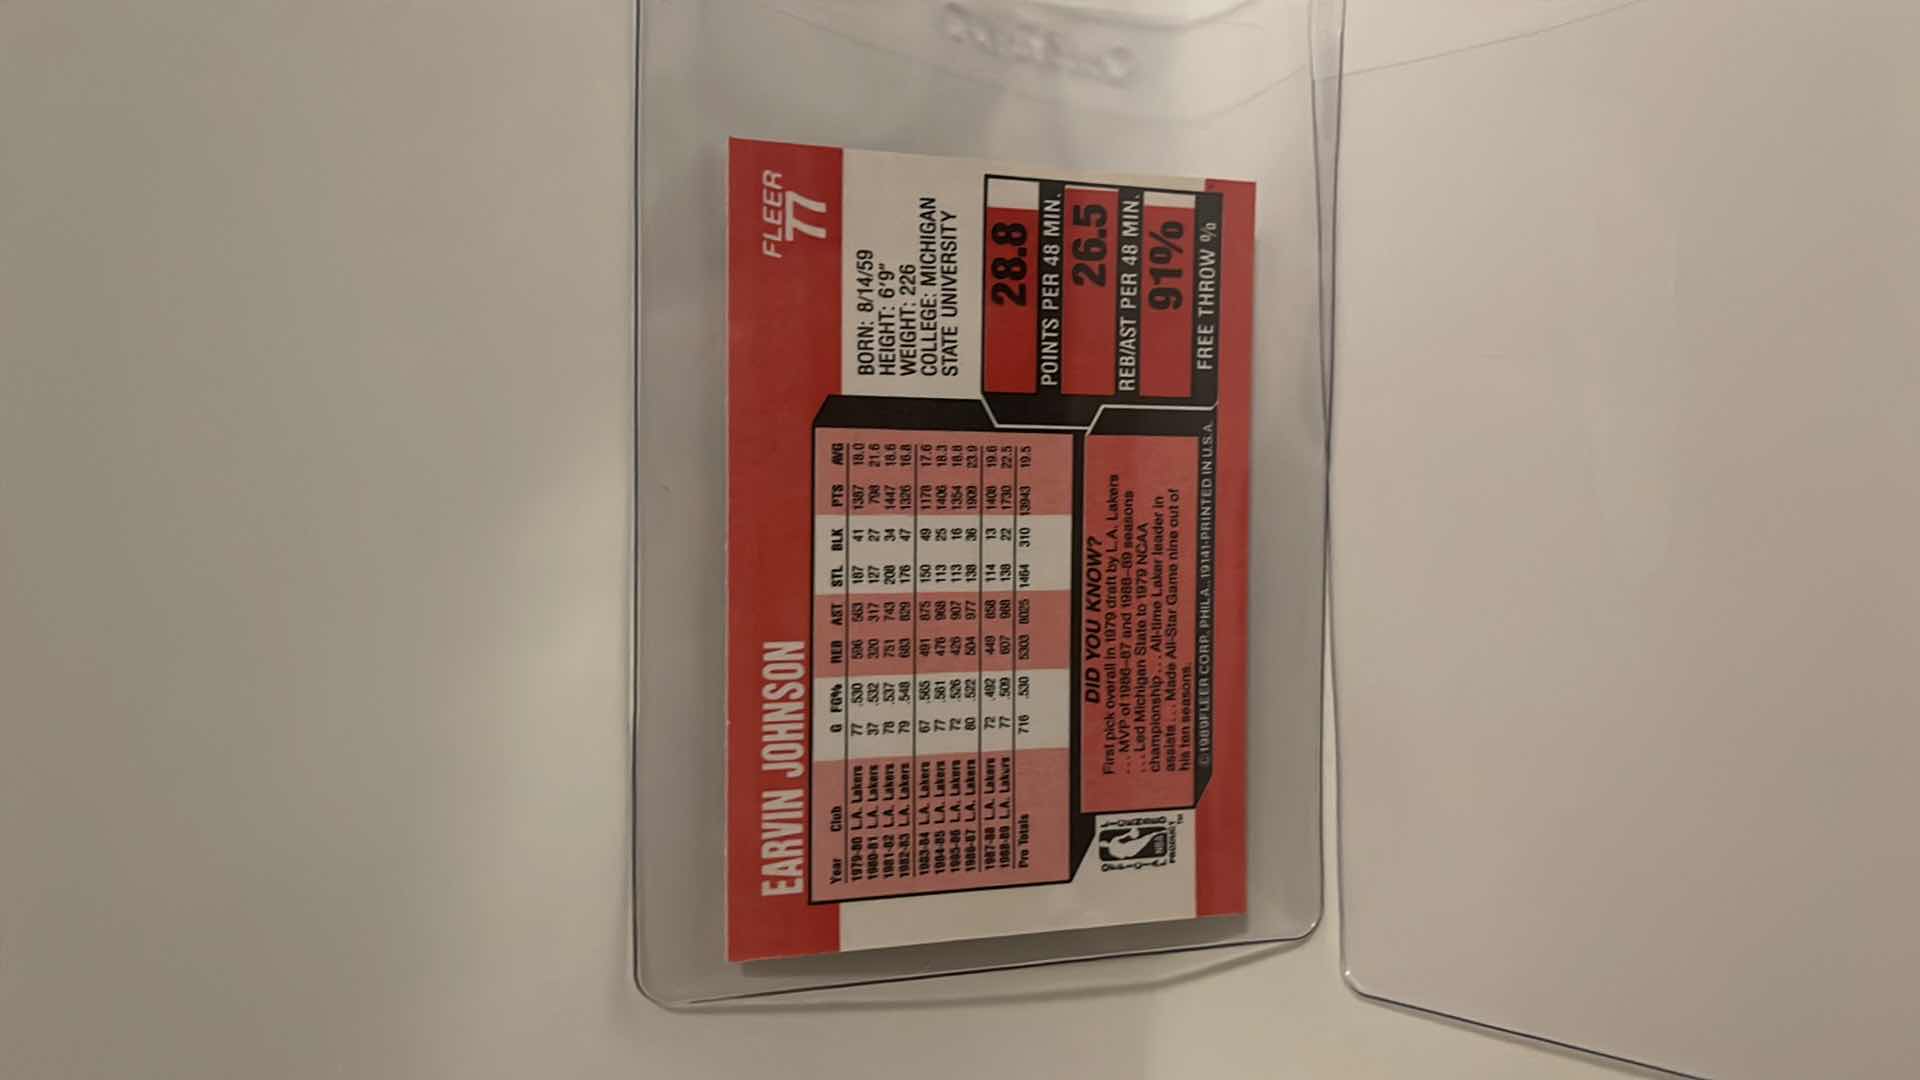 EARVIN JOHNSON
FLEER
77
Year Club G FG% REB AST STL BLK PTS AVG
1979-80 L.A. Lakers 77 .530 596 563 187 41 1387 18.0
1980-81 L.A. Lakers 37 .532 320 317 127 27 798 21.6
1981-82 L.A. Lakers 78 .537 751 743 208 34 1447 18.6
1982-83 L.A. Lakers 79 .548 683 829 176 47 1326 16.8
1983-84 L.A. Lakers 67 .565 491 875 150 49 1178 17.6
1984-85 L.A. Lakers 77 .561 476 968 113 25 1406 18.3
1985-86 L.A. Lakers 72 .526 426 907 113 16 1354 18.8
1986-87 L.A. Lakers 80 .522 504 977 138 36 1909 23.9
1987-88 L.A. Lakers 72 .492 449 858 114 13 1408 19.6
1988-89 L.A. Lakers 77 .509 607 988 138 22 1730 22.5
Pro Totals 716 .530 5303 8025 1464 310 13943 19.5
BORN: 8/14/59
HEIGHT: 6'9"
WEIGHT: 226
COLLEGE: MICHIGAN
STATE UNIVERSITY
28.8
POINTS PER 48 MIN.
26.5
REB/AST PER 48 MIN.
91%
FREE THROW %
DID YOU KNOW?
First pick overall in 1979 draft by L.A. Lakers
... MVP of 1986–87 and 1988–89 seasons
... Led Michigan State to 1979 NCAA
championship ... All-time Laker leader in
assists ... Made All-Star Game nine out of
his ten seasons.
©1989 FLEER CORP., PHILA., 19141-PRINTED IN U.S.A.
OFFICIAL LICENSED
NBA
PRODUCT™